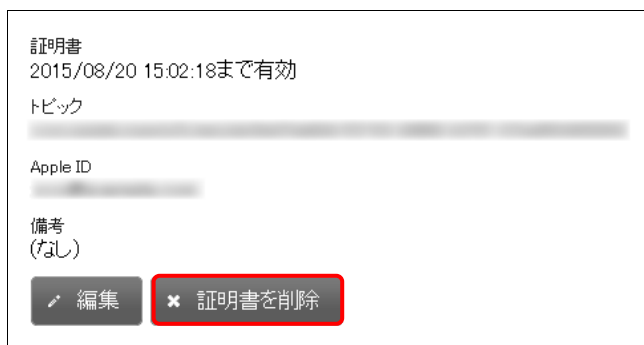 証明書
2015/08/20 15:02:18まで有効
トピック
Apple ID
備考
(なし)
編集
証明書を削除